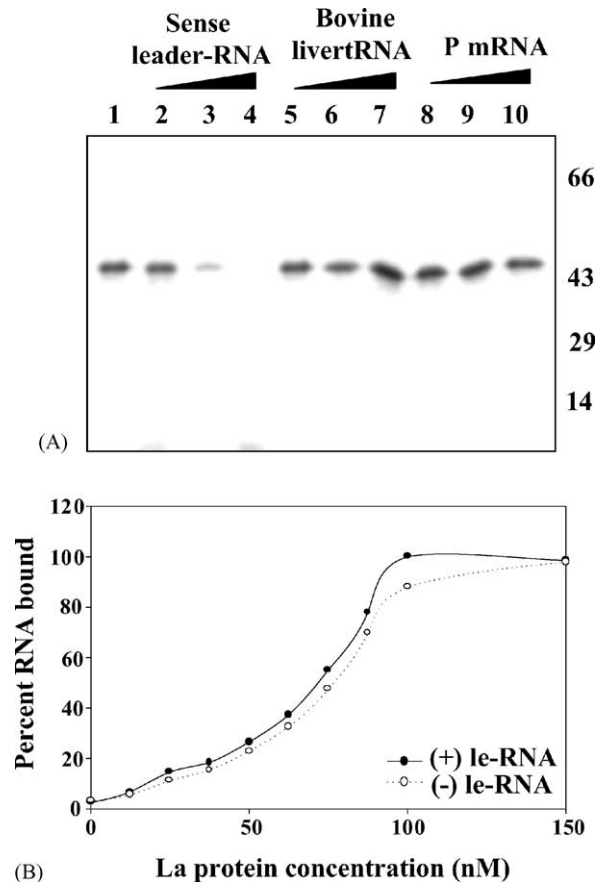 Sense leader-RNA
Bovine livertRNA
P mRNA
1 2 3 4 5 6 7 8 9 10
66
43
29
14
(A)
120
100
80
60
40
20
0
Percent RNA bound
(+) le-RNA
(-) le-RNA
0 50 100 150
(B) La protein concentration (nM)